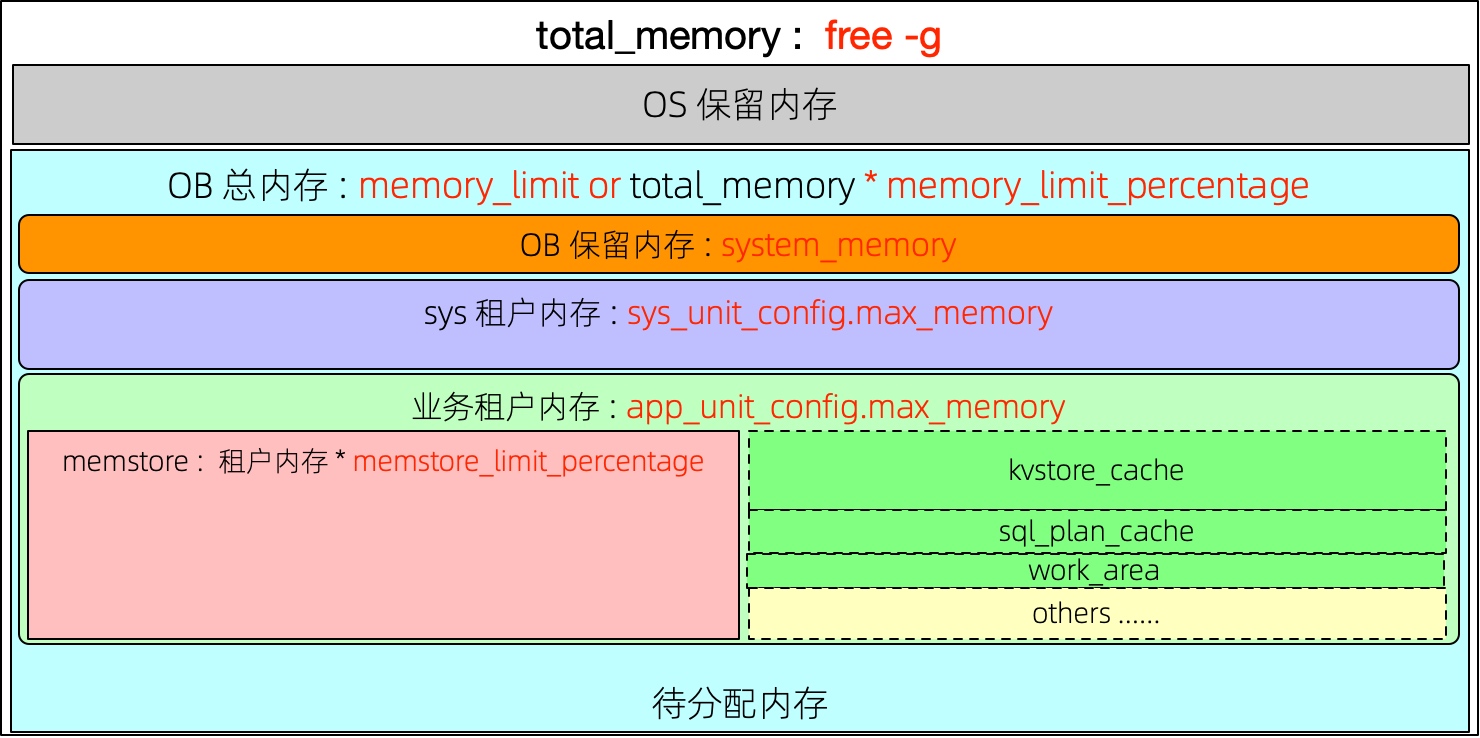 total_memory : free -g
OS 保留内存
OB 总内存 : memory_limit or total_memory * memory_limit_percentage
OB 保留内存 : system_memory
sys 租户内存 : sys_unit_config.max_memory
业务租户内存 : app_unit_config.max_memory
memstore : 租户内存 * memstore_limit_percentage
kvstore_cache
sql_plan_cache
work_area
others ......
待分配内存